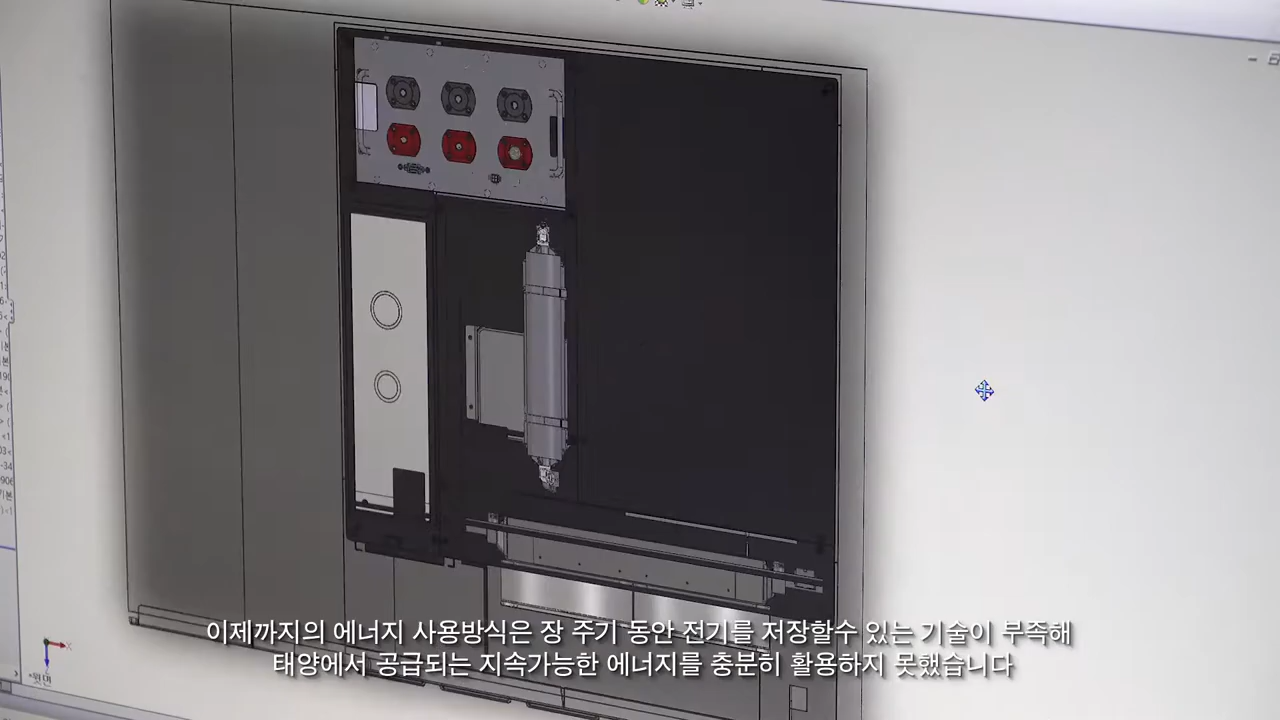 이제까지의 에너지 사용방식은 장 주기 동안 전기를 저장할수 있는 기술이 부족해
태양에서 공급되는 지속가능한 에너지를 충분히 활용하지 못했습니다
*윗면